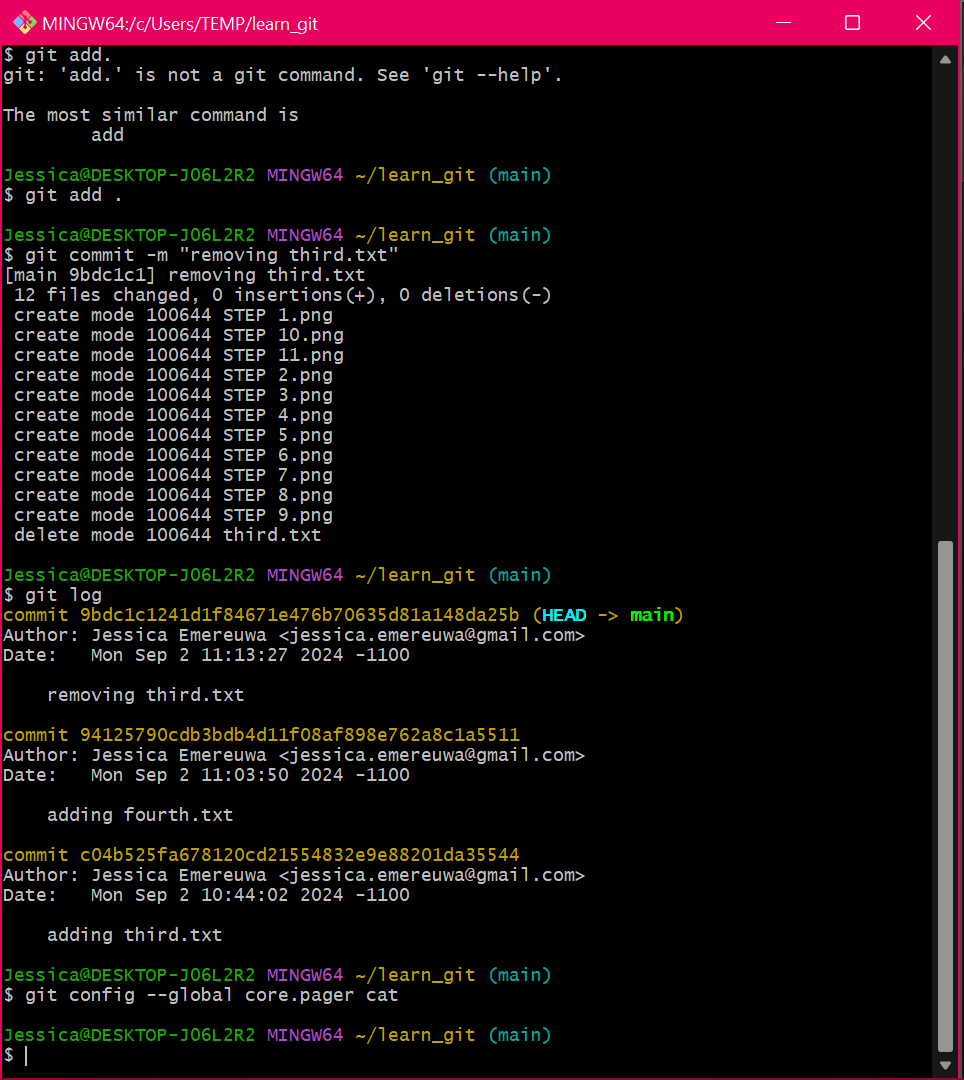 MINGW64:/c/Users/TEMP/learn_git
$ git add.
git: 'add.' is not a git command. See 'git --help'.
The most similar command is
        add
Jessica@DESKTOP-J06L2R2 MINGW64 ~/learn_git (main)
$ git add .
Jessica@DESKTOP-J06L2R2 MINGW64 ~/learn_git (main)
$ git commit -m "removing third.txt"
[main 9bdc1c1] removing third.txt
 12 files changed, 0 insertions(+), 0 deletions(-)
 create mode 100644 STEP 1.png
 create mode 100644 STEP 10.png
 create mode 100644 STEP 11.png
 create mode 100644 STEP 2.png
 create mode 100644 STEP 3.png
 create mode 100644 STEP 4.png
 create mode 100644 STEP 5.png
 create mode 100644 STEP 6.png
 create mode 100644 STEP 7.png
 create mode 100644 STEP 8.png
 create mode 100644 STEP 9.png
 delete mode 100644 third.txt
Jessica@DESKTOP-J06L2R2 MINGW64 ~/learn_git (main)
$ git log
commit 9bdc1c1241d1f84671e476b70635d81a148da25b (HEAD -> main)
Author: Jessica Emereuwa <jessica.emereuwa@gmail.com>
Date:   Mon Sep 2 11:13:27 2024 -1100
    removing third.txt
commit 94125790cdb3bdb4d11f08af898e762a8c1a5511
Author: Jessica Emereuwa <jessica.emereuwa@gmail.com>
Date:   Mon Sep 2 11:03:50 2024 -1100
    adding fourth.txt
commit c04b525fa678120cd21554832e9e88201da35544
Author: Jessica Emereuwa <jessica.emereuwa@gmail.com>
Date:   Mon Sep 2 10:44:02 2024 -1100
    adding third.txt
Jessica@DESKTOP-J06L2R2 MINGW64 ~/learn_git (main)
$ git config --global core.pager cat
Jessica@DESKTOP-J06L2R2 MINGW64 ~/learn_git (main)
$